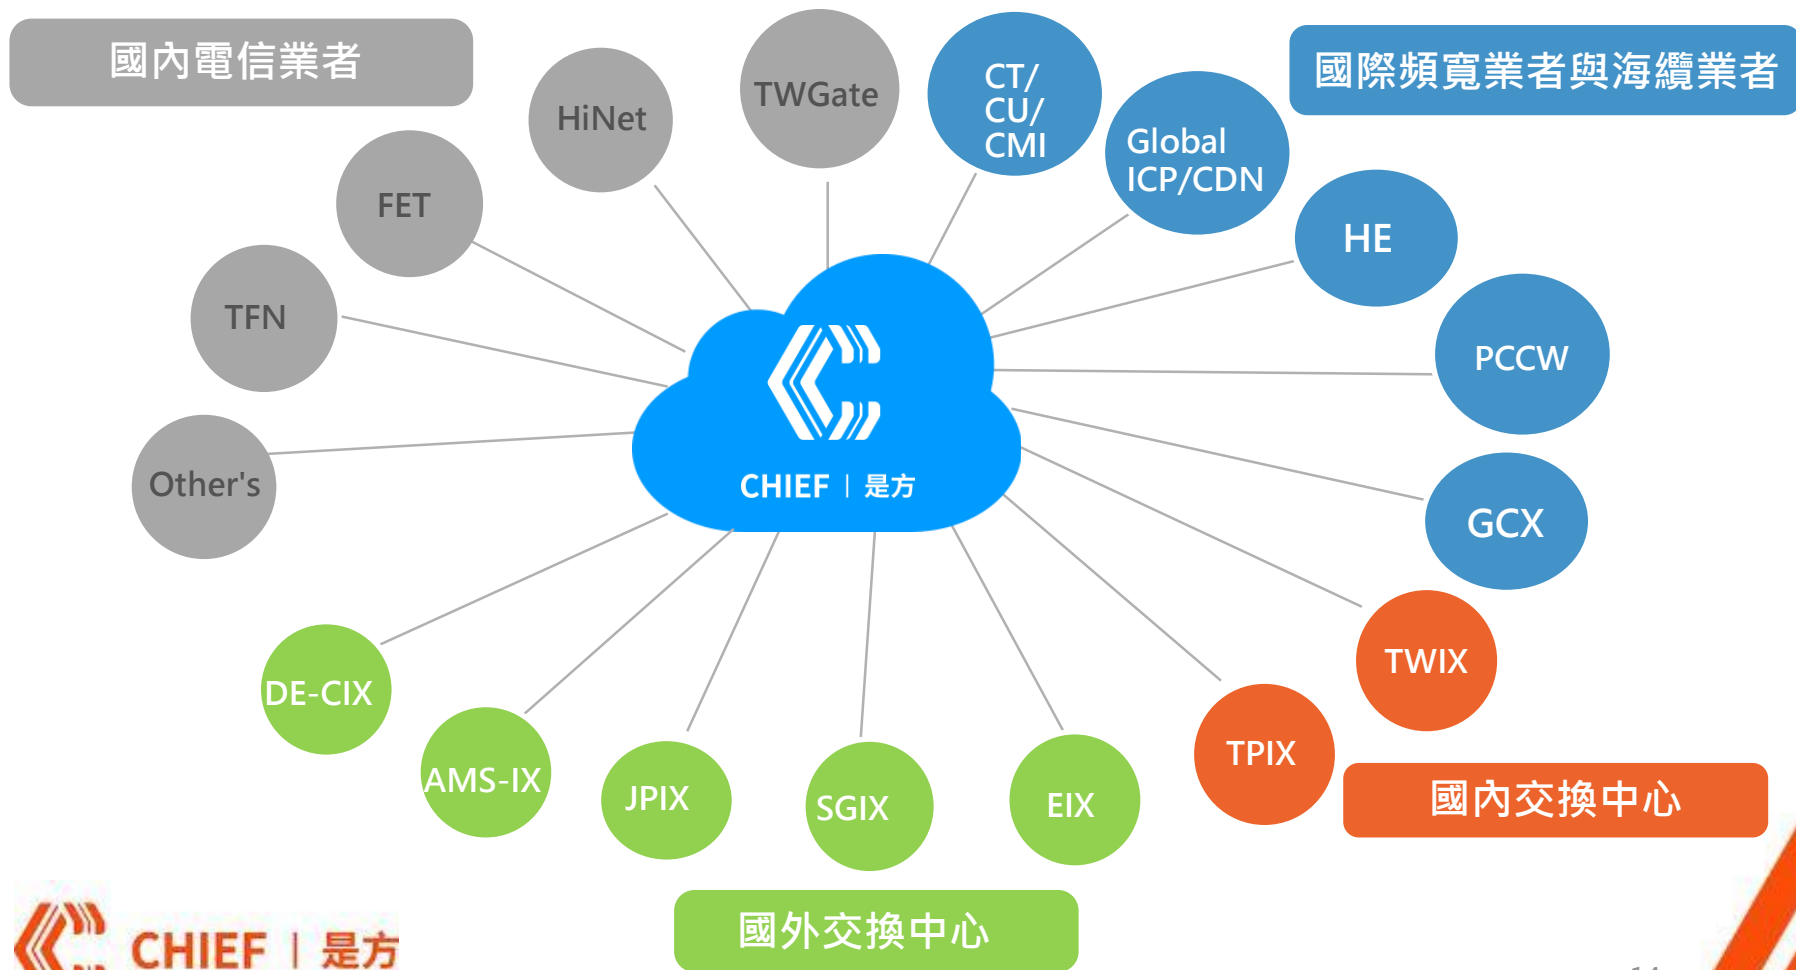 國內電信業者
國際頻寬業者與海纜業者
TWGate
HiNet
CT/
CU/
CMI
Global
ICP/CDN
FET
HE
TFN
PCCW
Other's
CHIEF | 是方
GCX
DE-CIX
AMS-IX
JPIX
SGIX
EIX
TPIX
TWIX
國內交換中心
國外交換中心
CHIEF | 是方